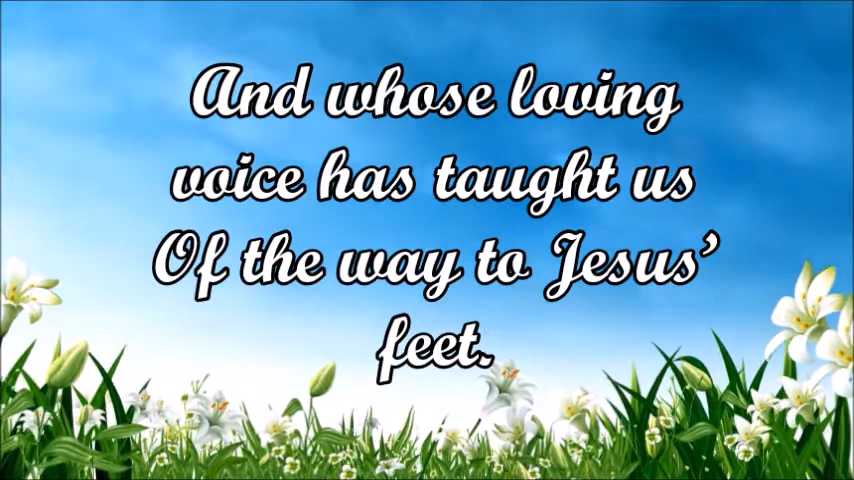 And whose loving
voice has taught us
Of the way to Jesus’
feet.